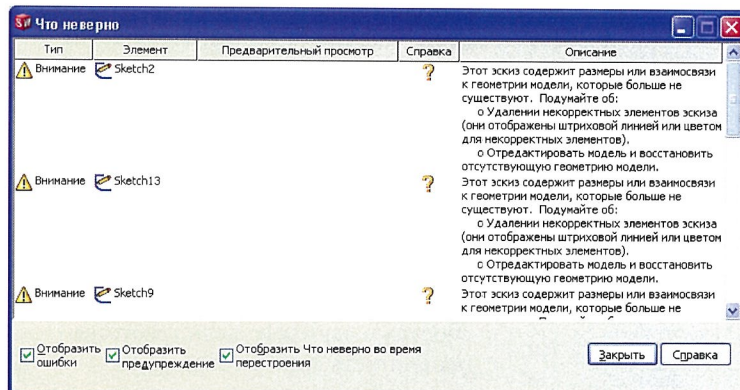 Что неверно
Тип Элемент Предварительный просмотр Справка Описание
Внимание Sketch2 ? Этот эскиз содержит размеры или взаимосвязи
к геометрии модели, которые больше не
существуют. Подумайте об:
o Удалении некорректных элементов эскиза
(они отображены штриховой линией или цветом
для некорректных элементов).
o Отредактировать модель и восстановить
отсутствующую геометрию модели.
Внимание Sketch13 ? Этот эскиз содержит размеры или взаимосвязи
к геометрии модели, которые больше не
существуют. Подумайте об:
o Удалении некорректных элементов эскиза
(они отображены штриховой линией или цветом
для некорректных элементов).
o Отредактировать модель и восстановить
отсутствующую геометрию модели.
Внимание Sketch9 ? Этот эскиз содержит размеры или взаимосвязи
к геометрии модели, которые больше не
Отобразить ошибки Отобразить предупреждение Отобразить Что неверно во время перестроения
Закрыть Справка